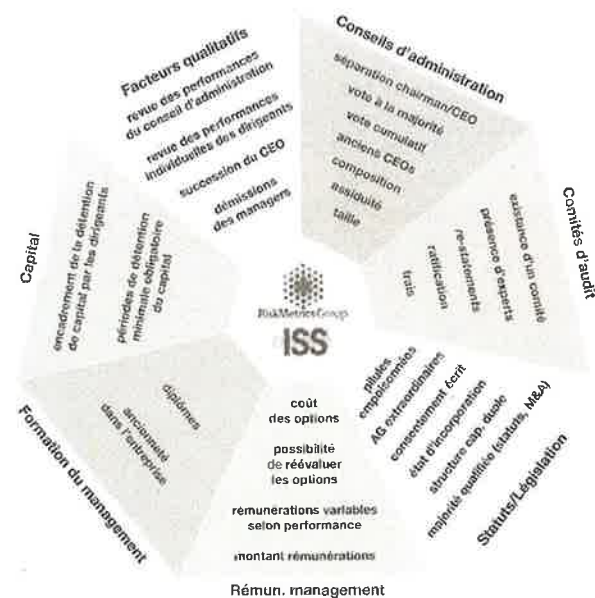 Facteurs qualitatifs
revue des performances
du conseil d'administration
revue des performances
individuelles des dirigeants
succession du CEO
démissions
des managers
Conseils d'administration
séparation chairman/CEO
vote à la majorité
vote cumulatif
anciens CEOs
composition
assiduité
taille
Comités d'audit
existance d'un comité
présence d'experts
re-statements
ratification
frais
Statuts/Législation
pilules
empoisonnées
AG extraordinaires
consentement écrit
état d'incorporation
structure cap. duale
majorité qualifiée (statuts, M&A)
Rémun. management
coût
des options
possibilité
de réévaluer
les options
rémunérations variables
selon performance
montant rémunérations
Formation du management
diplômes
ancienneté
dans l'entreprise
Capital
encadrement de la détention
de capital par les dirigeants
périodes de détention
minimale obligatoire
du capital
RiskMetrics Group
ISS